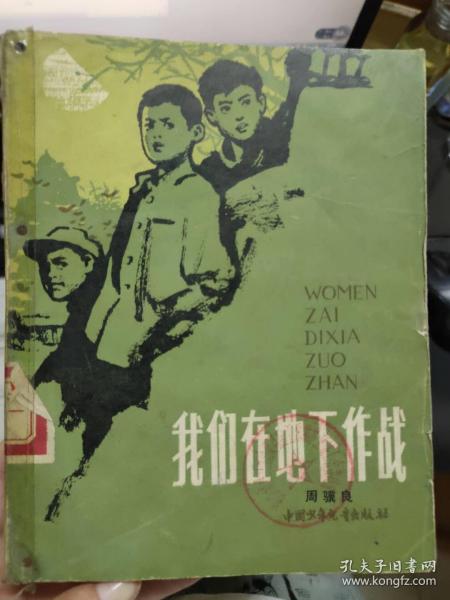 WOMEN
ZAI
DIXIA
ZUO
ZHAN
我们在地下作战
周骥良
中国少年儿童出版社
孔夫子旧书网
www.kongfz.com